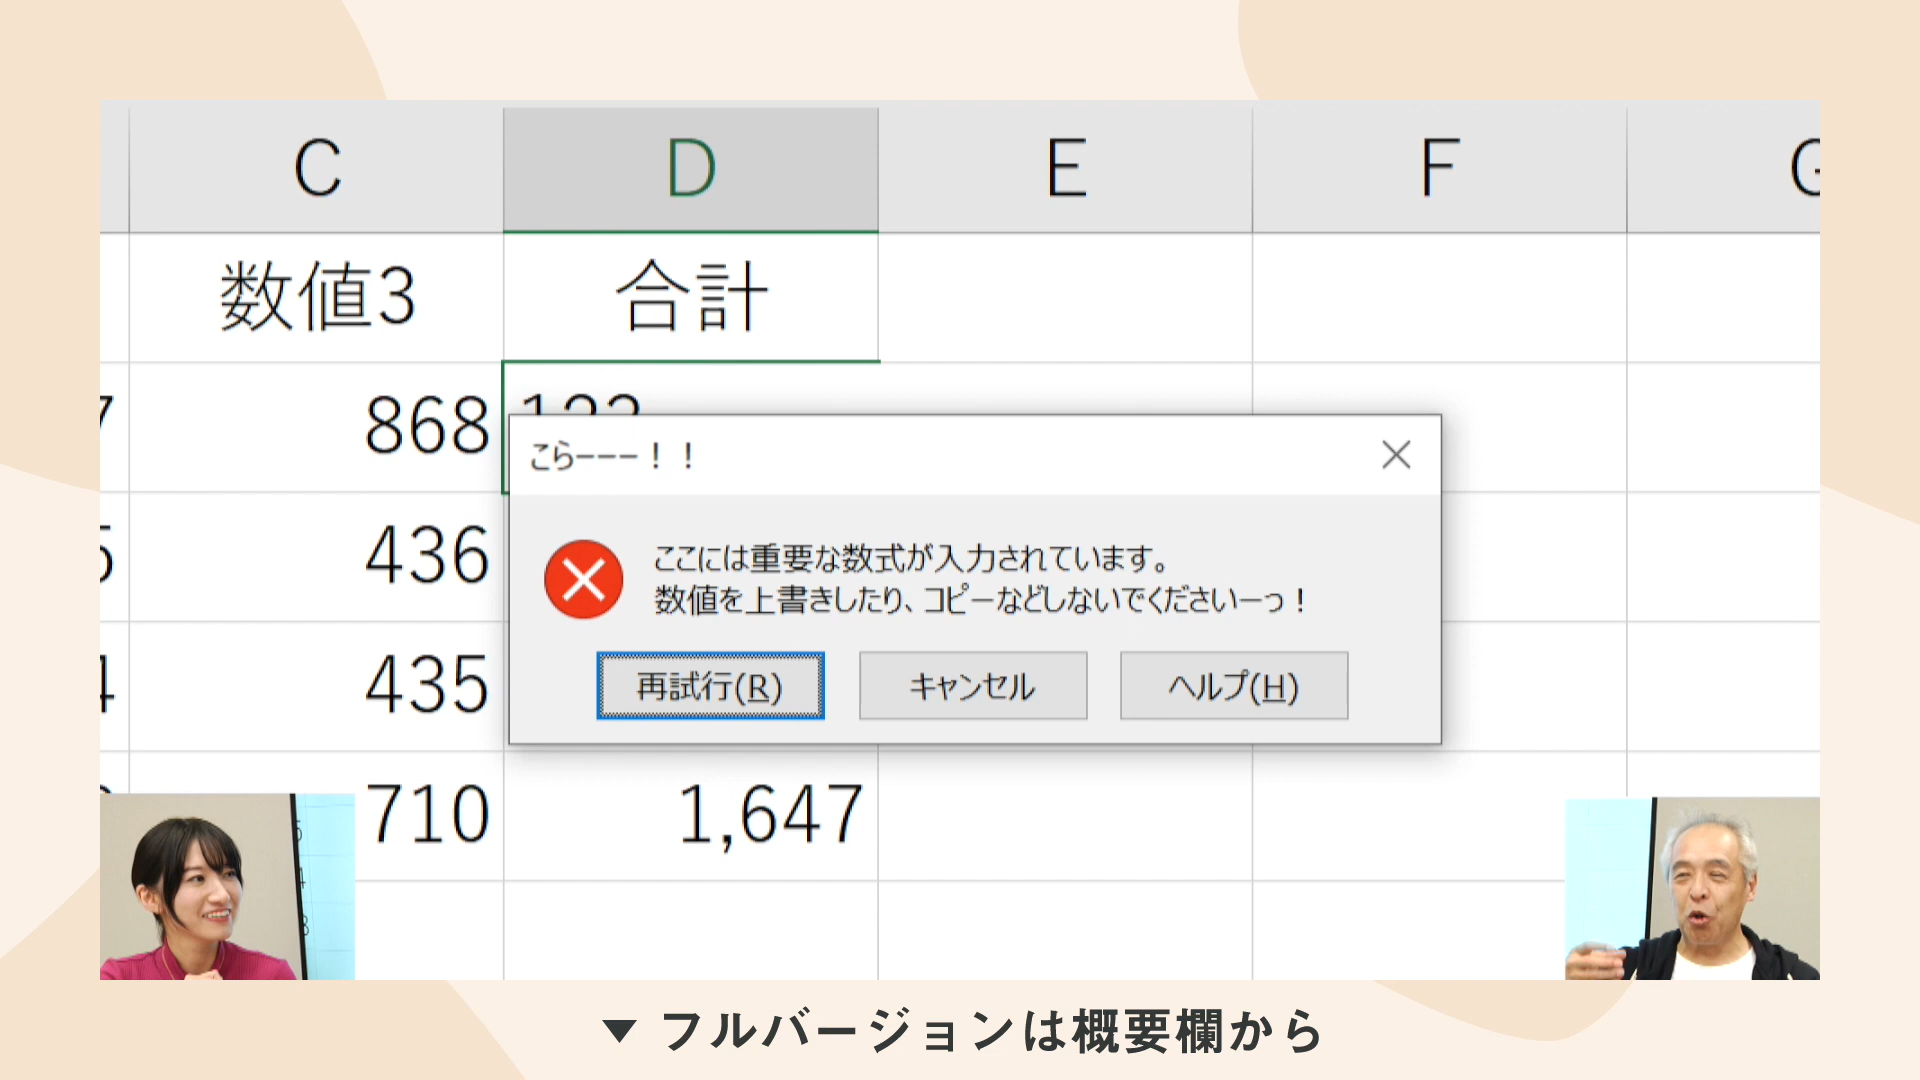 C D E F G
数値3 合計
868
こらーーー！！
436
ここには重要な数式が入力されています。
数値を上書きしたり、コピーなどしないでくださいーっ！
435
再試行(R) キャンセル ヘルプ(H)
710 1,647
▼ フルバージョンは概要欄から